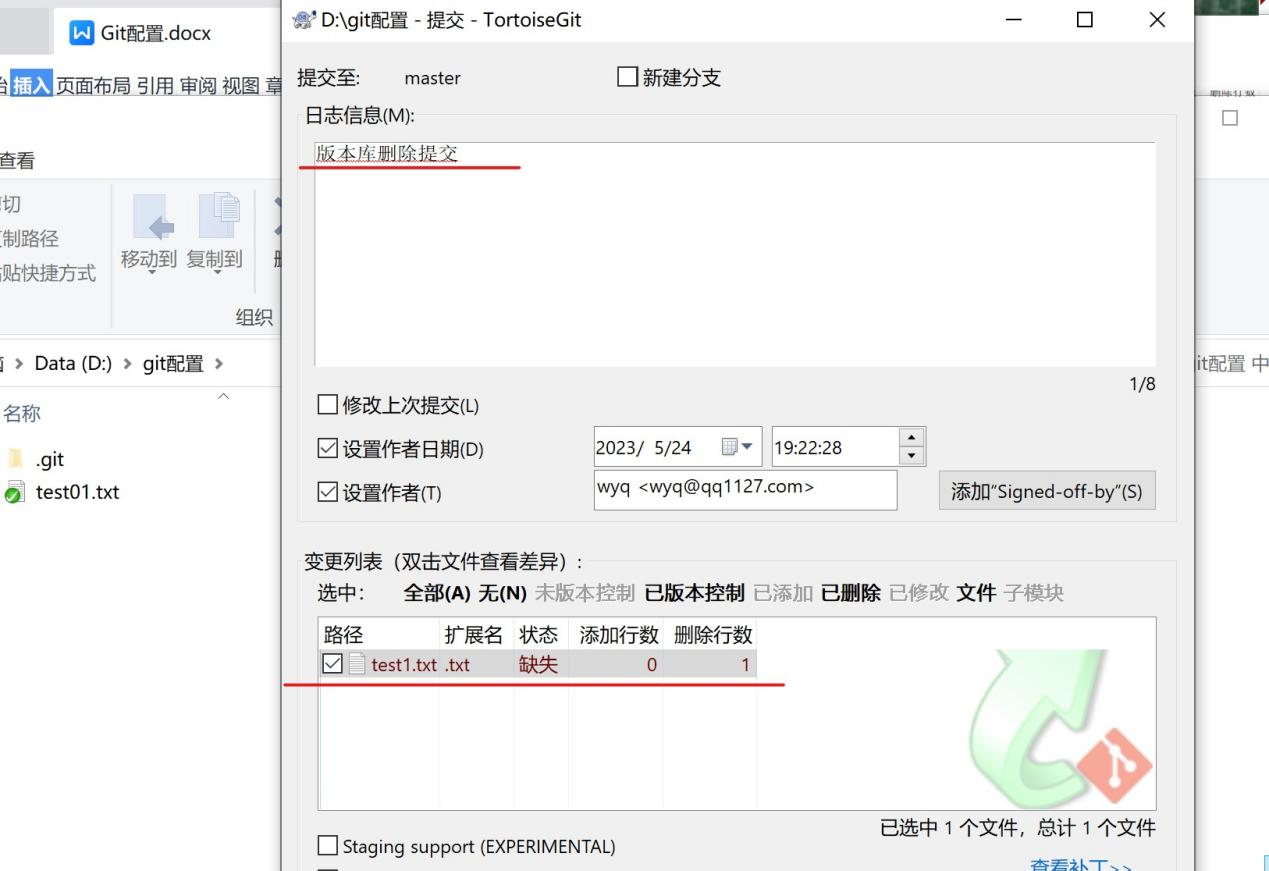 Git配置.docx
插入 页面布局 引用 审阅 视图 章
查看
制路径
贴快捷方式
移动到 复制到
组织
Data (D:) git配置
名称
.git
test01.txt
D:\git配置 - 提交 - TortoiseGit
提交至: master 新建分支
日志信息(M):
版本库删除提交
1/8
修改上次提交(L)
设置作者日期(D) 2023/ 5/24 19:22:28
设置作者(T) wyq <wyq@qq1127.com> 添加“Signed-off-by”(S)
变更列表（双击文件查看差异）:
选中: 全部(A) 无(N) 未版本控制 已版本控制 已添加 已删除 已修改 文件 子模块
路径 扩展名 状态 添加行数 删除行数
test1.txt .txt 缺失 0 1
已选中 1 个文件，总计 1 个文件
Staging support (EXPERIMENTAL)
查看补丁>>
it配置 中